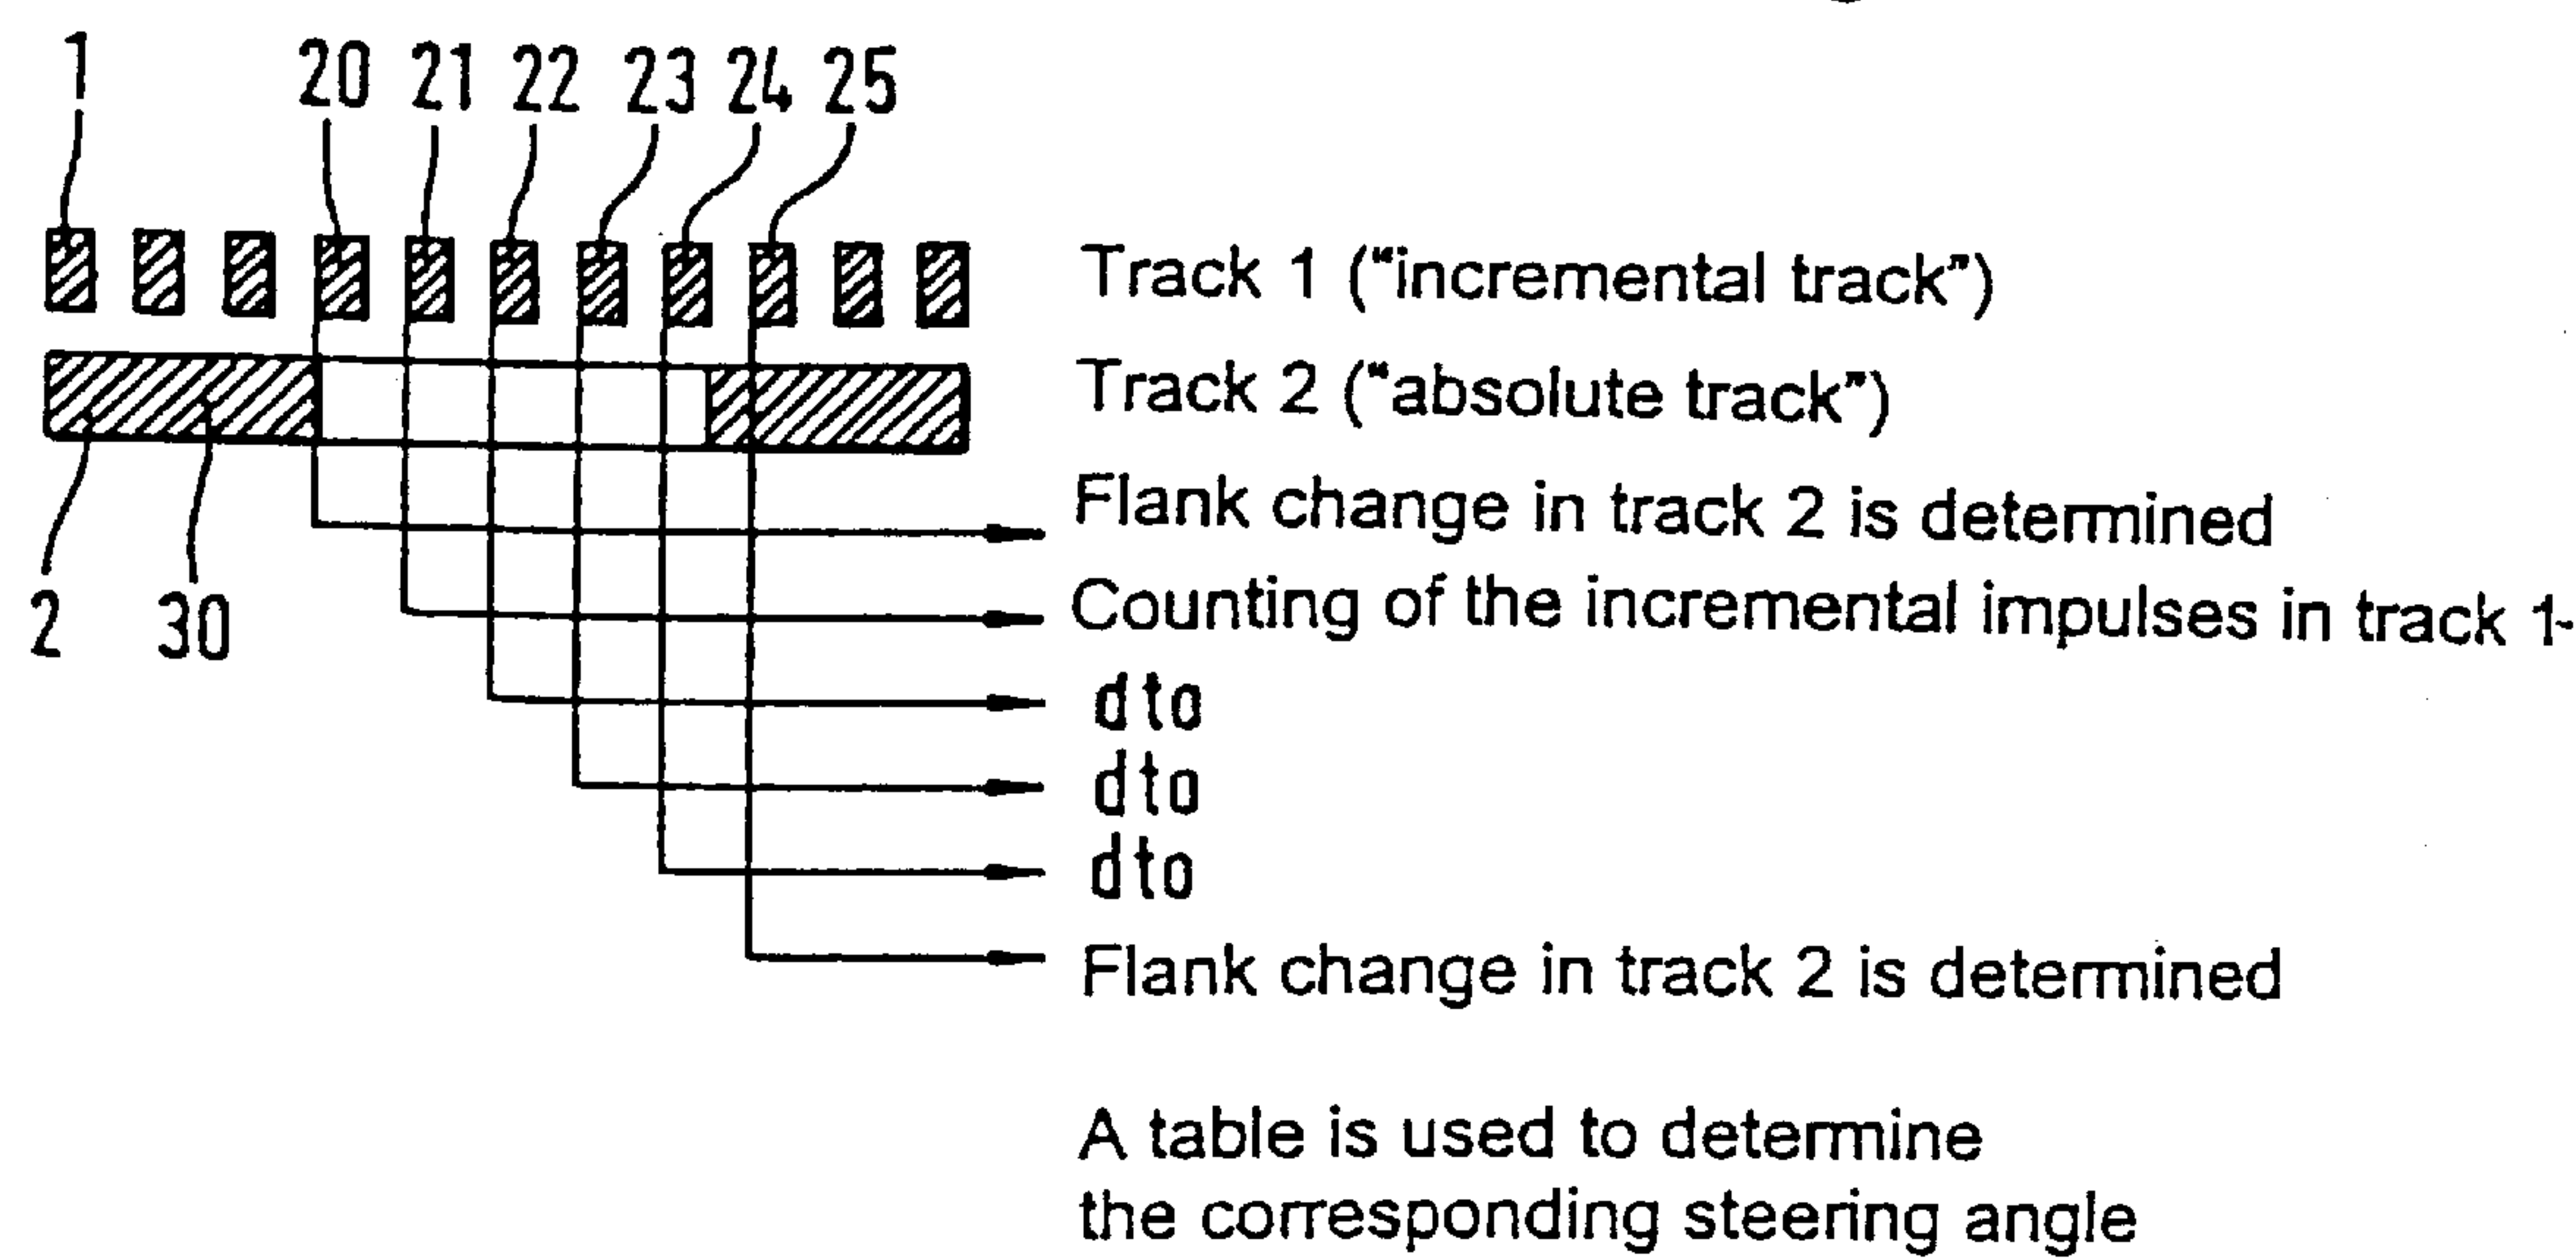 1 20 21 22 23 24 25
Track 1 ("incremental track")
Track 2 ("absolute track")
Flank change in track 2 is determined
2 30
Counting of the incremental impulses in track 1-
dto
dto
dto
Flank change in track 2 is determined
A table is used to determine
the corresponding steering angle